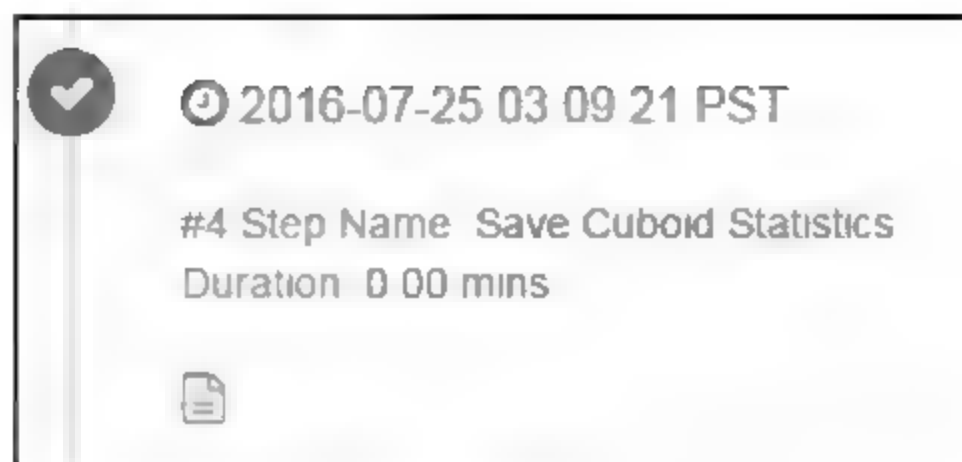 2016-07-25 03 09 21 PST
#4 Step Name Save Cuboid Statistics
Duration 0 00 mins